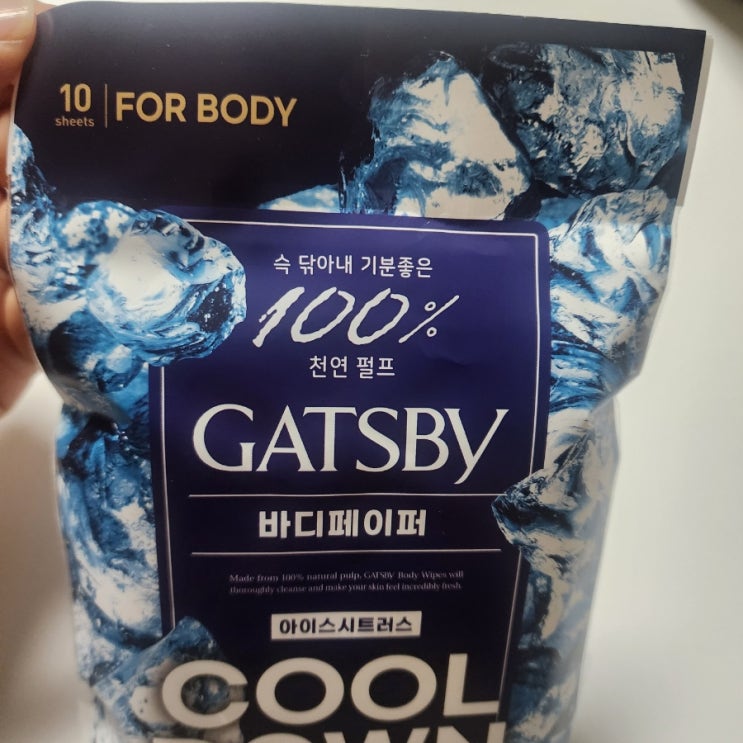 10
sheets
FOR BODY
슥 닦아내 기분좋은
100%
천연 펄프
GATSBY
바디페이퍼
Made from 100% natural pulp, GATSBY Body Wipes will
thoroughly cleanse and make your skin feel incredibly fresh.
아이스시트러스
COOL
DOWN